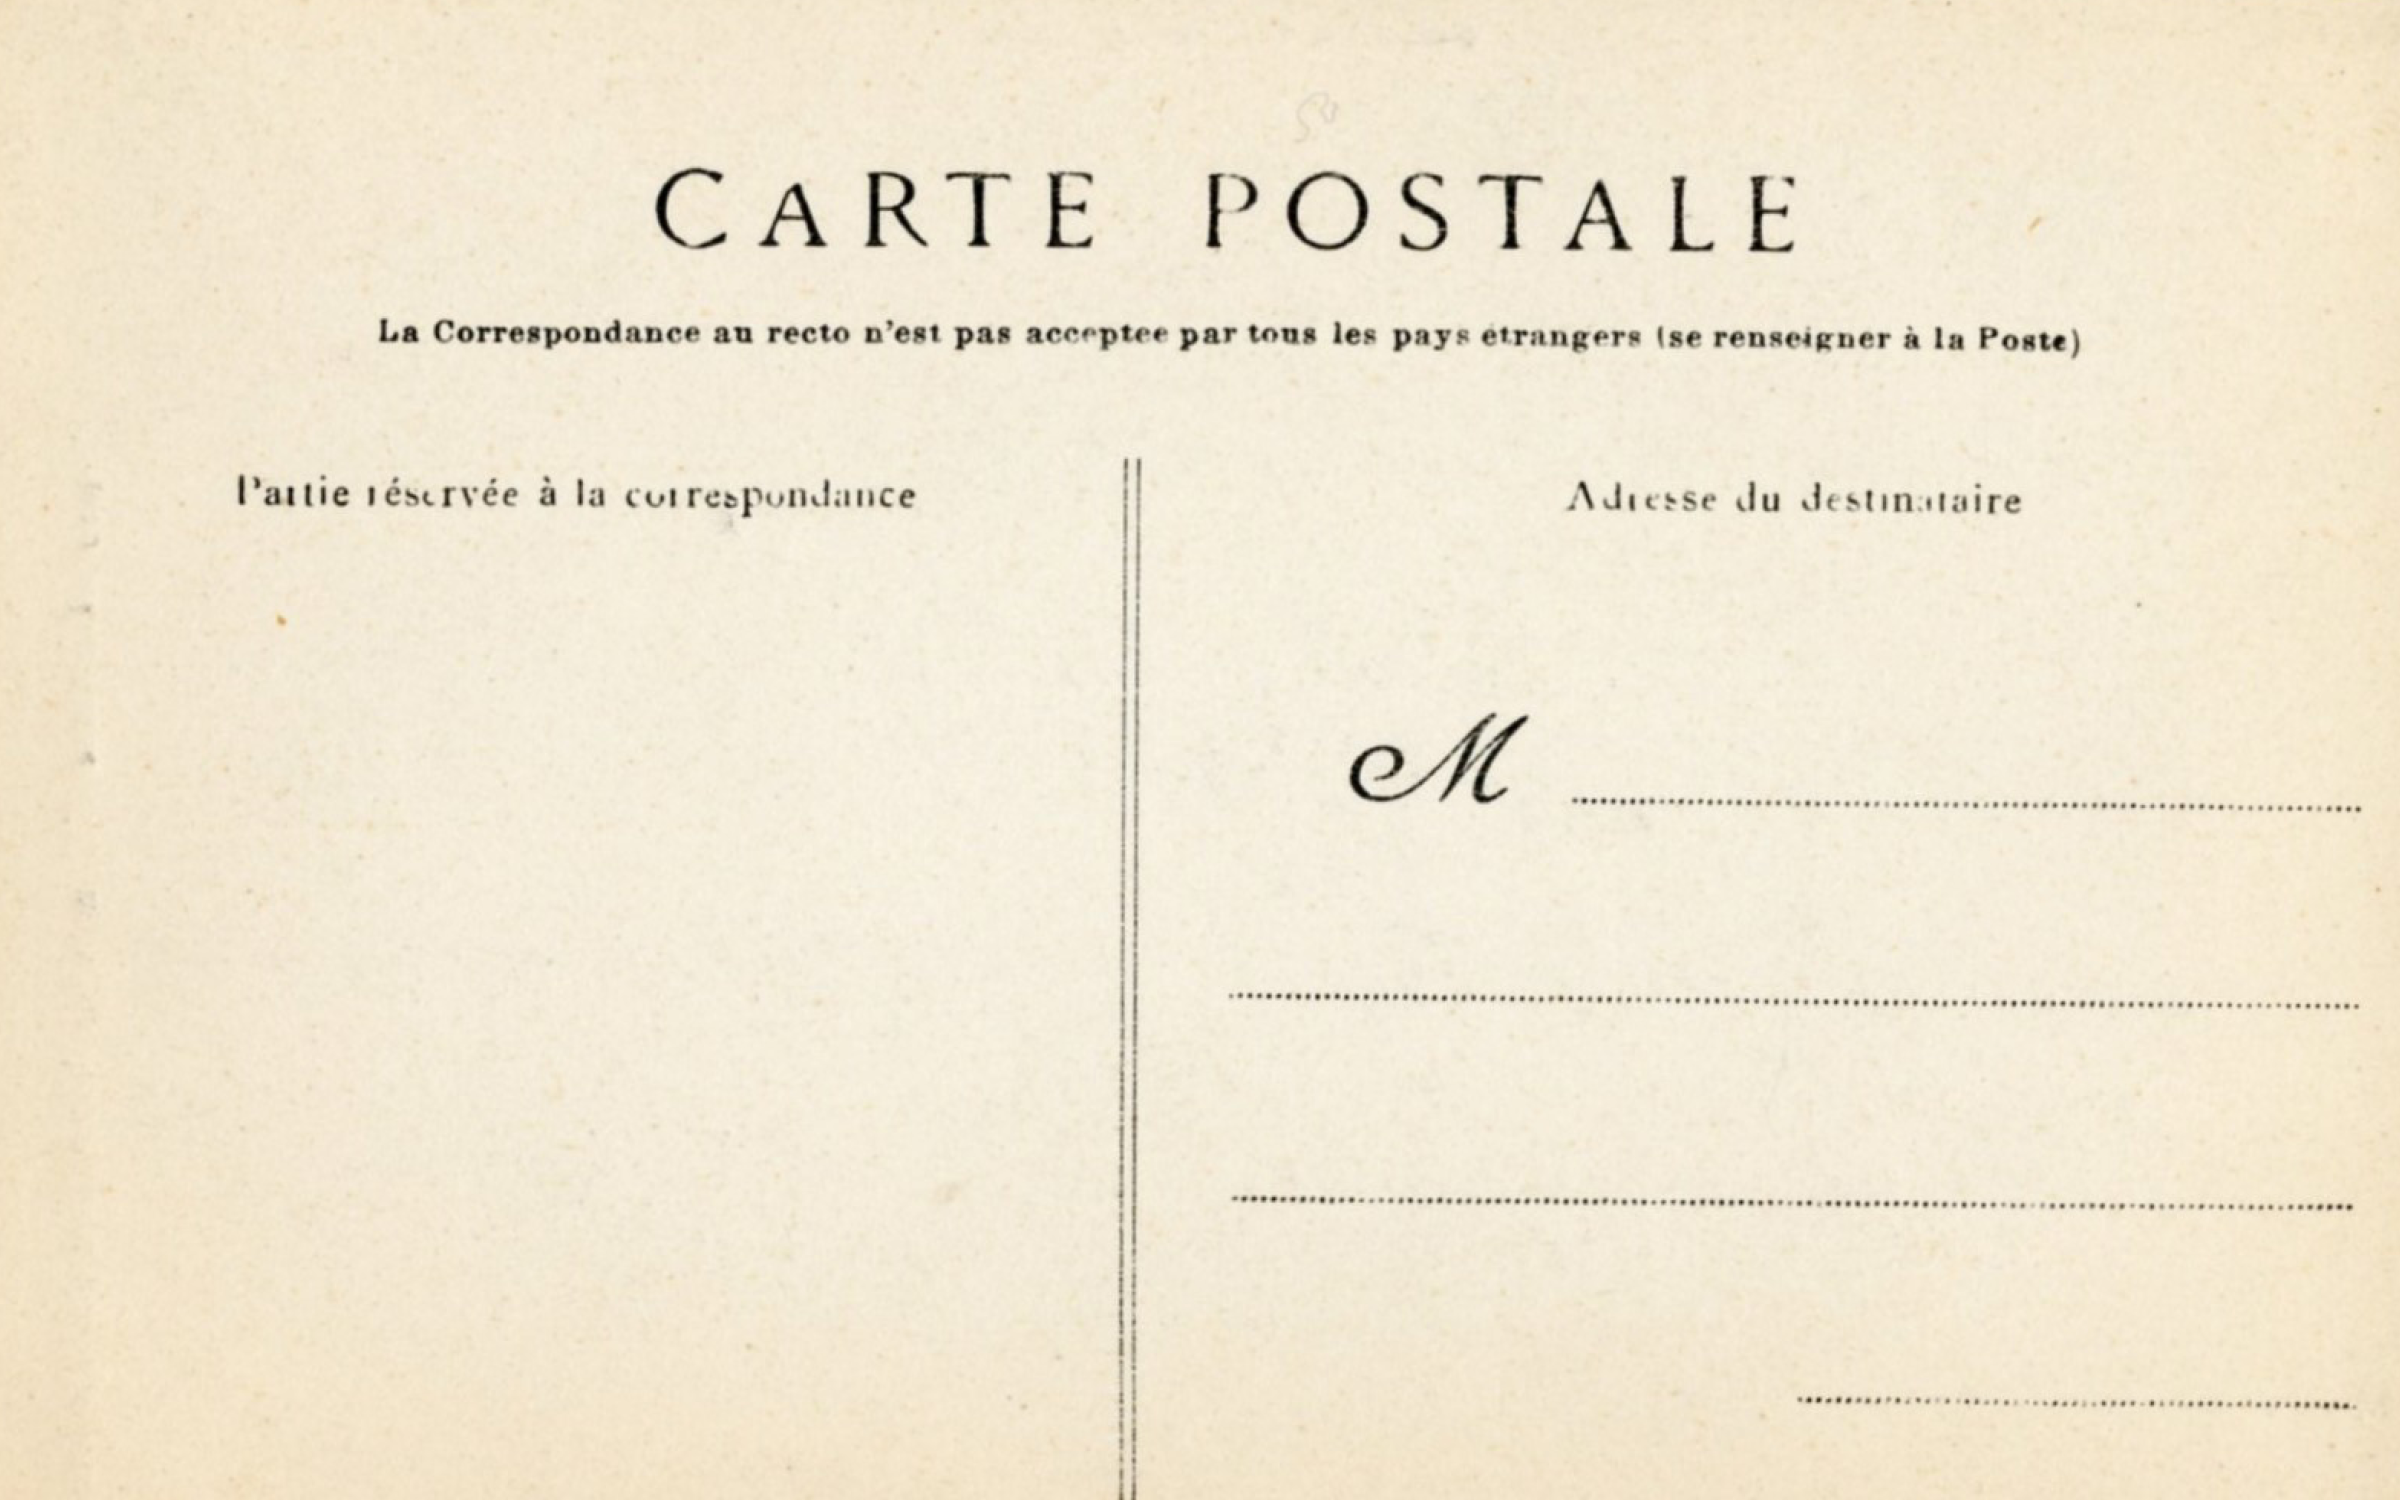 CARTE POSTALE
La Correspondance au recto n'est pas acceptee par tous les pays etrangers (se renseigner à la Poste)
Partie réservée à la correspondance
Adresse du destinataire
M